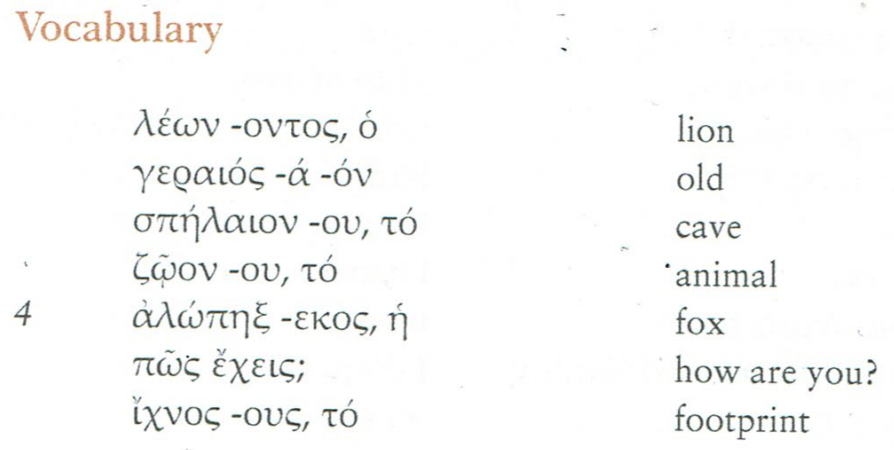 Vocabulary
λέων -οντος, ὁ lion
γεραιός -ά -όν old
σπήλαιον -ου, τό cave
ζῷον -ου, τό animal
4 ἀλώπηξ -εκος, ἡ fox
πῶς ἔχεις; how are you?
ἴχνος -ους, τό footprint